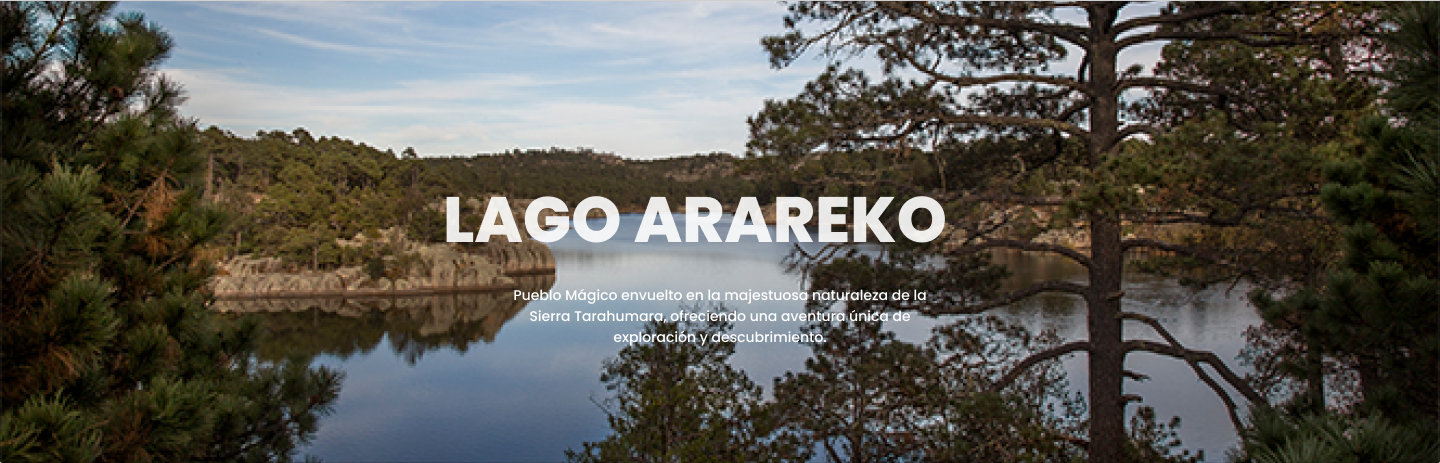 LAGO ARAREKO
Pueblo Mágico envuelto en la majestuosa naturaleza de la
Sierra Tarahumara, ofreciendo una aventura única de
exploración y descubrimiento.